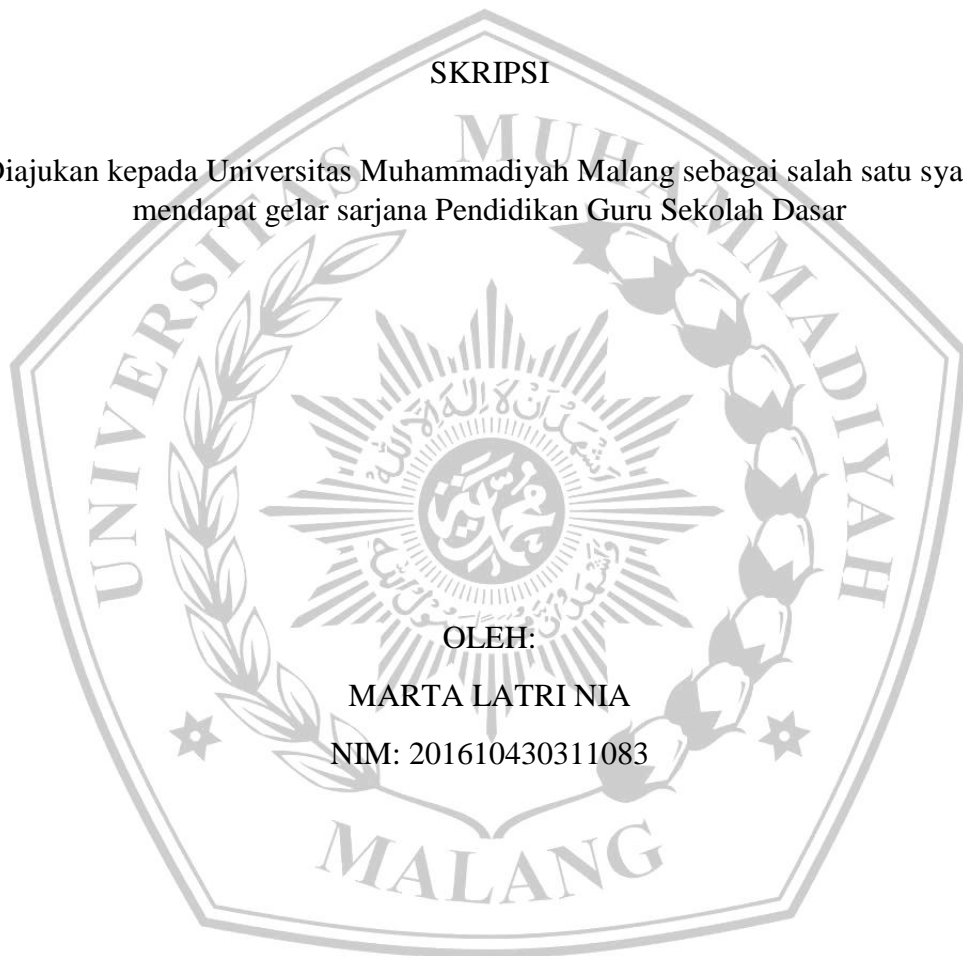 SKRIPSI
Diajukan kepada Universitas Muhammadiyah Malang sebagai salah satu sya
mendapat gelar sarjana Pendidikan Guru Sekolah Dasar
UNIVERSITAS MUHAMMADIYAH
OLEH:
MARTA LATRI NIA
NIM: 201610430311083
MALANG